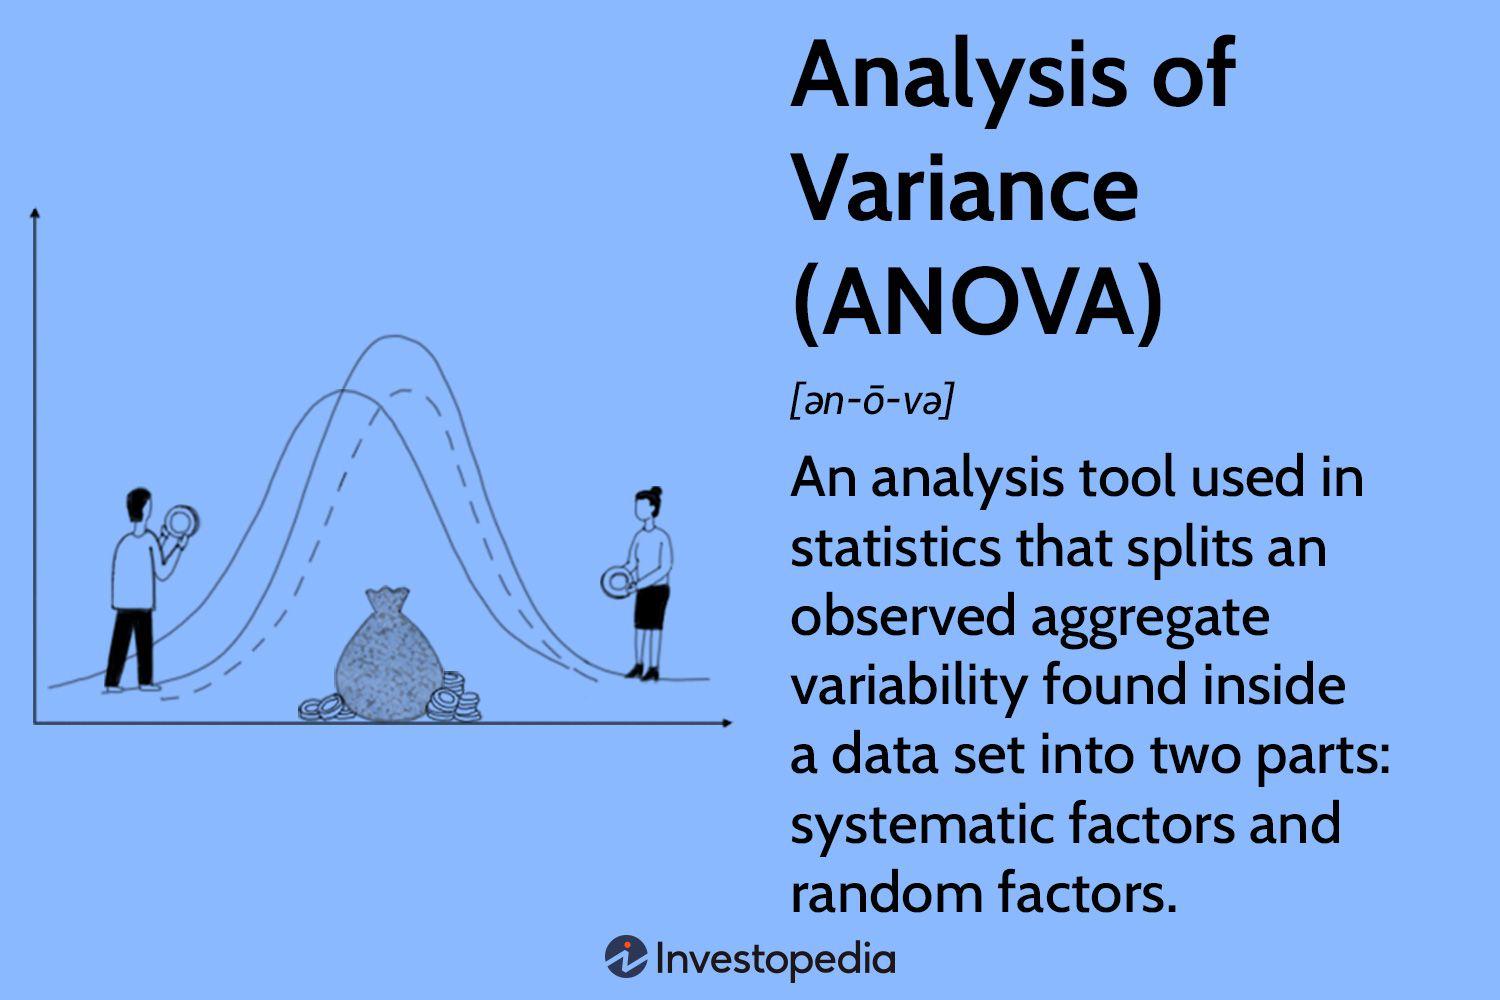 Analysis of
Variance
(ANOVA)
[ən-ō-və]
An analysis tool used in
statistics that splits an
observed aggregate
variability found inside
a data set into two parts:
systematic factors and
random factors.
Investopedia